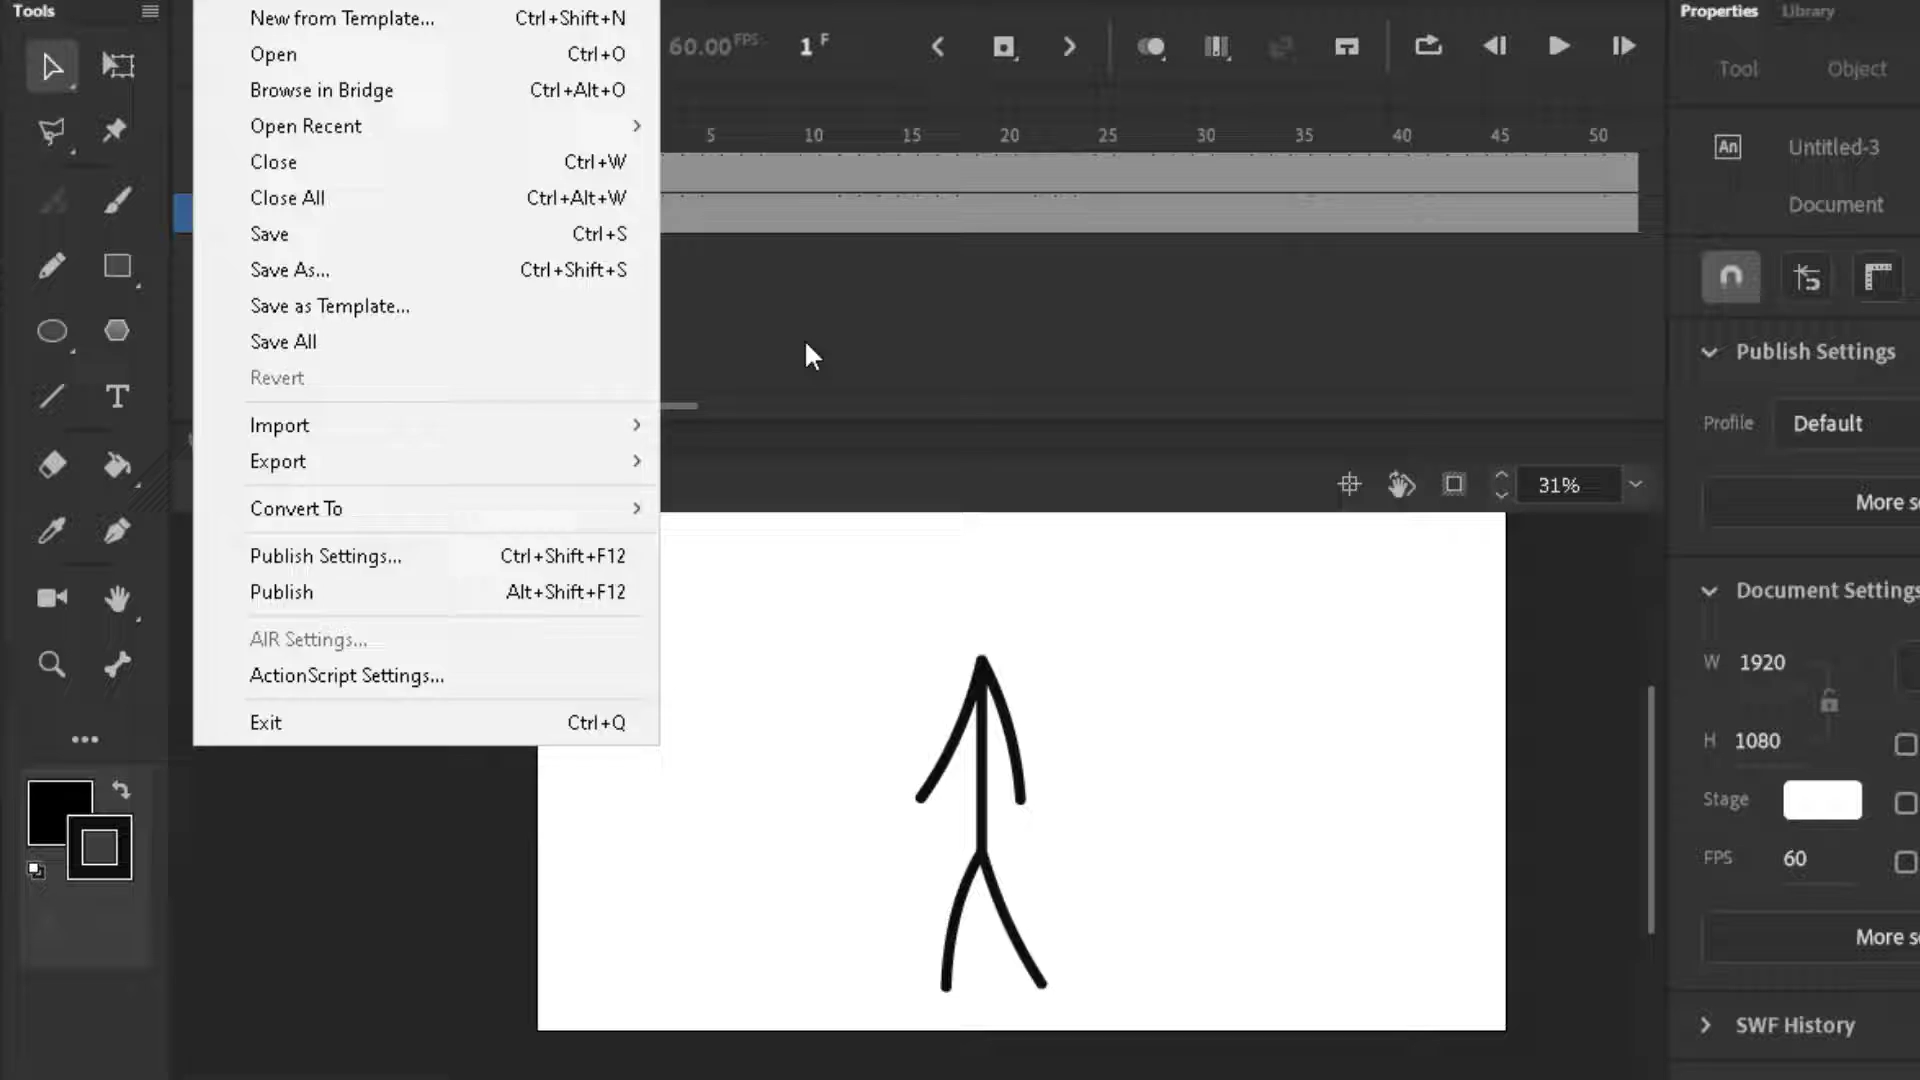 Tools
New from Template... Ctrl+Shift+N
Open Ctrl+O
Browse in Bridge Ctrl+Alt+O
Open Recent
Close Ctrl+W
Close All Ctrl+Alt+W
Save Ctrl+S
Save As... Ctrl+Shift+S
Save as Template...
Save All
Revert
Import
Export
Convert To
Publish Settings... Ctrl+Shift+F12
Publish Alt+Shift+F12
AIR Settings...
ActionScript Settings...
Exit Ctrl+Q
60.00 FPS 1 F
5 10 15 20 25 30 35 40 45 50
31%
Properties Library
Tool Object
An Untitled-3
Document
Publish Settings
Profile Default
More se
Document Settings
W 1920
H 1080
Stage
FPS 60
More se
SWF History